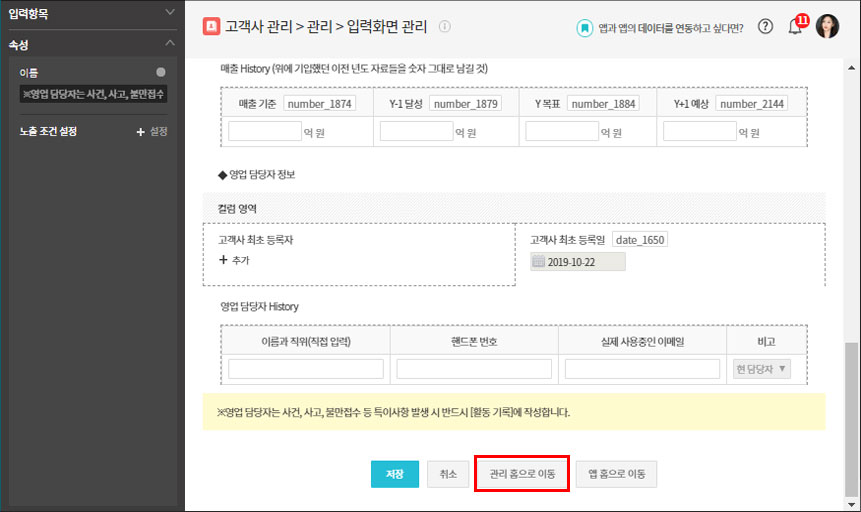 입력항목
속성
이름
※영업 담당자는 사건, 사고, 불만접수
노출 조건 설정 + 설정
고객사 관리 > 관리 > 입력화면 관리
앱과 앱의 데이터를 연동하고 싶다면?
11
매출 History (위에 기입했던 이전 년도 자료들을 숫자 그대로 남길 것)
매출 기준 number_1874 Y-1 달성 number_1879 Y 목표 number_1884 Y+1 예상 number_2144
억 원 억 원 억 원 억 원
◆ 영업 담당자 정보
컬럼 영역
고객사 최초 등록자 고객사 최초 등록일 date_1650
+ 추가 2019-10-22
영업 담당자 History
이름과 직위(직접 입력) 핸드폰 번호 실제 사용중인 이메일 비고
현 담당자 ▼
※영업 담당자는 사건, 사고, 불만접수 등 특이사항 발생 시 반드시 [활동 기록]에 작성합니다.
저장 취소 관리 홈으로 이동 앱 홈으로 이동